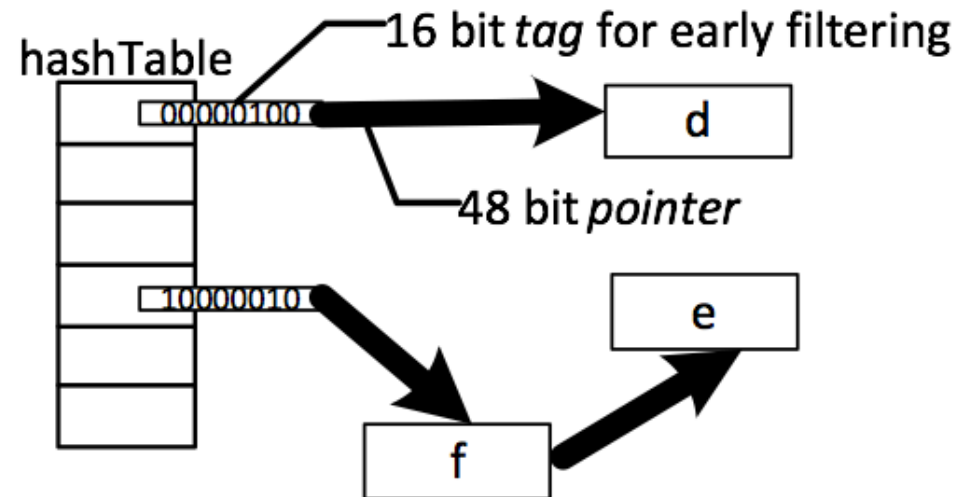 16 bit tag for early filtering
hashTable
00000100
d
48 bit pointer
10000010
e
f